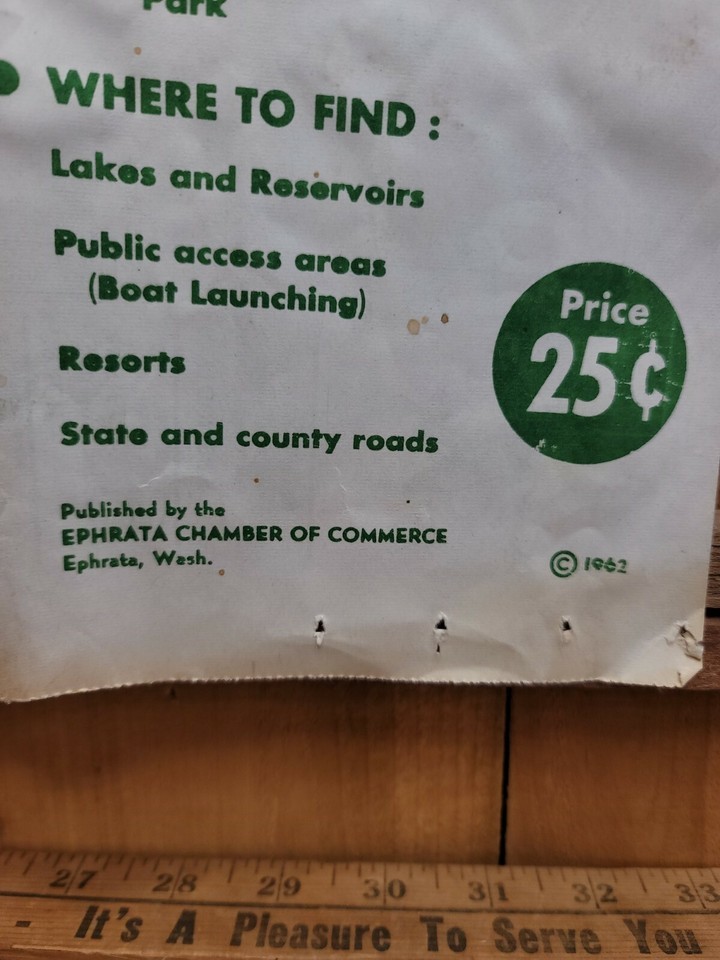 Park
WHERE TO FIND:
Lakes and Reservoirs
Public access areas
(Boat Launching)
Resorts
State and county roads
Price
25¢
Published by the
EPHRATA CHAMBER OF COMMERCE
Ephrata, Wash.
© 1962
27 28 29 30 31 32 33
- It's A Pleasure To Serve You